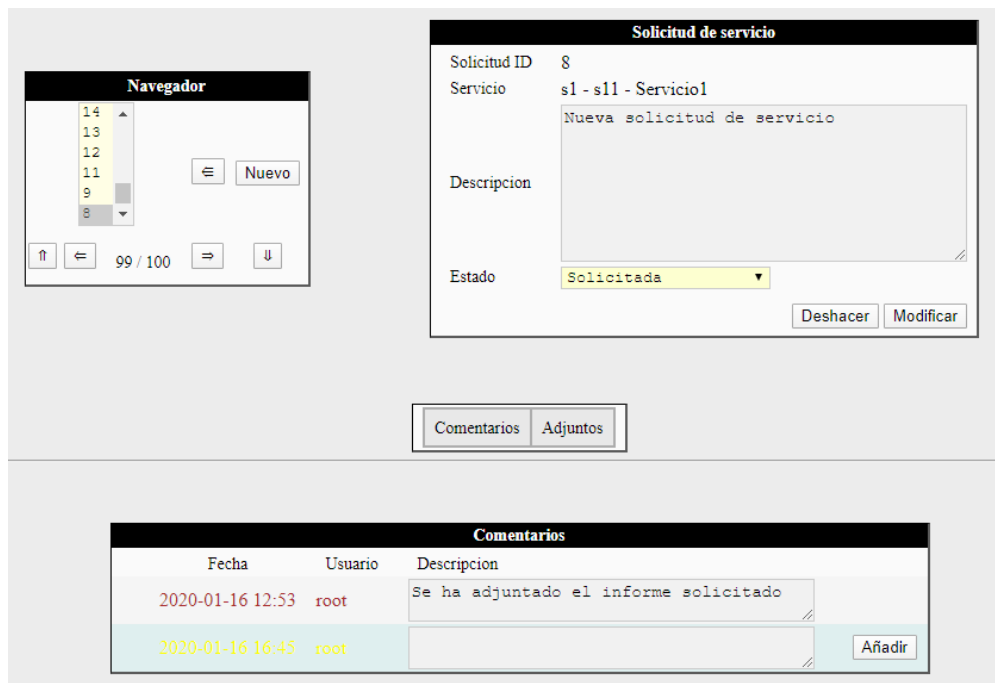 Solicitud de servicio
Solicitud ID 8
Servicio s1 - s11 - Servicio1
Descripcion Nueva solicitud de servicio
Estado Solicitada
Deshacer Modificar
Navegador
14
13
12
11
9
8
⋸ Nuevo
⇑ ⇐ 99 / 100 ⇒ ⇓
Comentarios Adjuntos
Comentarios
Fecha Usuario Descripcion
2020-01-16 12:53 root Se ha adjuntado el informe solicitado
2020-01-16 16:45 root Añadir